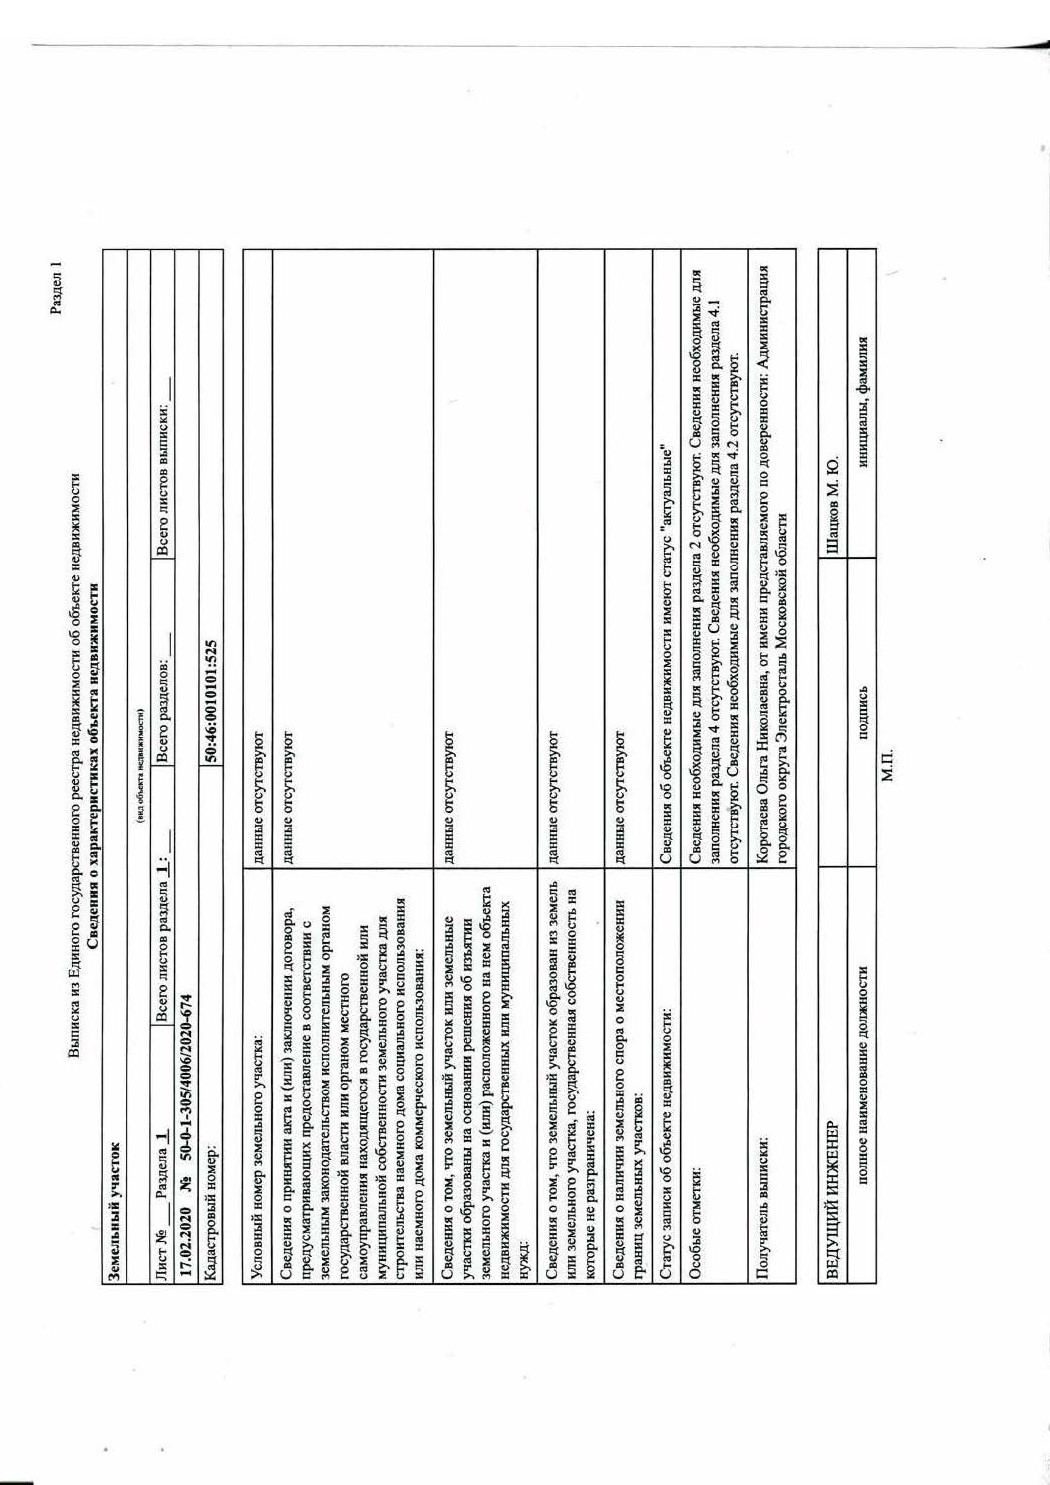 Раздел 1
Выписка из Единого государственного реестра недвижимости об объекте недвижимости
Сведения о характеристиках объекта недвижимости
Земельный участок
(вид объекта недвижимости)
Лист № ___ Раздела 1 Всего листов раздела 1 : ___ Всего разделов: ___ Всего листов выписки: ___
17.02.2020 № 50-0-1-305/4006/2020-674
Кадастровый номер: 50:46:0010101:525
Условный номер земельного участка: данные отсутствуют
Сведения о принятии акта и (или) заключении договора, данные отсутствуют
предусматривающих предоставление в соответствии с
земельным законодательством исполнительным органом
государственной власти или органом местного
самоуправления находящегося в государственной или
муниципальной собственности земельного участка для
строительства наемного дома социального использования
или наемного дома коммерческого использования:
Сведения о том, что земельный участок или земельные данные отсутствуют
участки образованы на основании решения об изъятии
земельного участка и (или) расположенного на нем объекта
недвижимости для государственных или муниципальных
нужд:
Сведения о том, что земельный участок образован из земель данные отсутствуют
или земельного участка, государственная собственность на
которые не разграничена:
Сведения о наличии земельного спора о местоположении данные отсутствуют
границ земельных участков:
Статус записи об объекте недвижимости: Сведения об объекте недвижимости имеют статус "актуальные"
Особые отметки: Сведения необходимые для заполнения раздела 2 отсутствуют. Сведения необходимые для
заполнения раздела 4 отсутствуют. Сведения необходимые для заполнения раздела 4.1
отсутствуют. Сведения необходимые для заполнения раздела 4.2 отсутствуют.
Получатель выписки: Коротаева Ольга Николаевна, от имени представляемого по доверенности: Администрация
городского округа Электросталь Московской области
ВЕДУЩИЙ ИНЖЕНЕР Шацков М. Ю.
полное наименование должности подпись инициалы, фамилия
М.П.